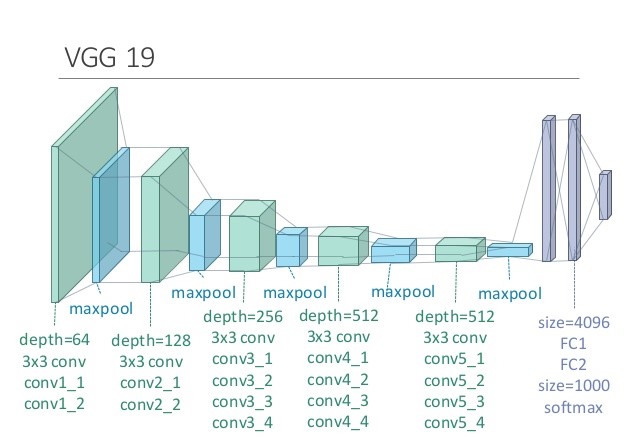 VGG 19
maxpool
maxpool
maxpool
maxpool
maxpool
depth=64
3x3 conv
conv1_1
conv1_2
depth=128
3x3 conv
conv2_1
conv2_2
depth=256
3x3 conv
conv3_1
conv3_2
conv3_3
conv3_4
depth=512
3x3 conv
conv4_1
conv4_2
conv4_3
conv4_4
depth=512
3x3 conv
conv5_1
conv5_2
conv5_3
conv5_4
size=4096
FC1
FC2
size=1000
softmax